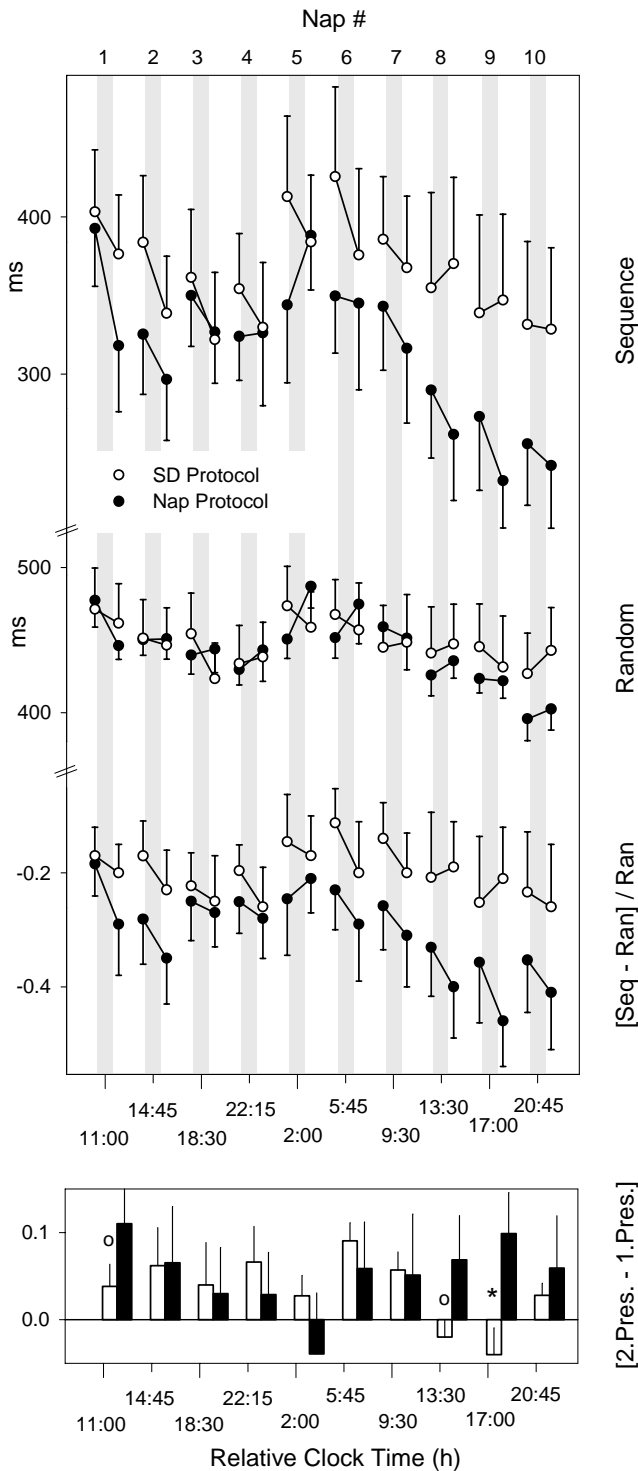 Nap #
1 2 3 4 5 6 7 8 9 10
400
ms
300
Sequence
SD Protocol
Nap Protocol
500
ms
400
Random
-0.2
-0.4
[Seq - Ran] / Ran
14:45 22:15 5:45 13:30 20:45
11:00 18:30 2:00 9:30 17:00
0.1
0.0
o o *
[2.Pres. - 1.Pres.]
14:45 22:15 5:45 13:30 20:45
11:00 18:30 2:00 9:30 17:00
Relative Clock Time (h)